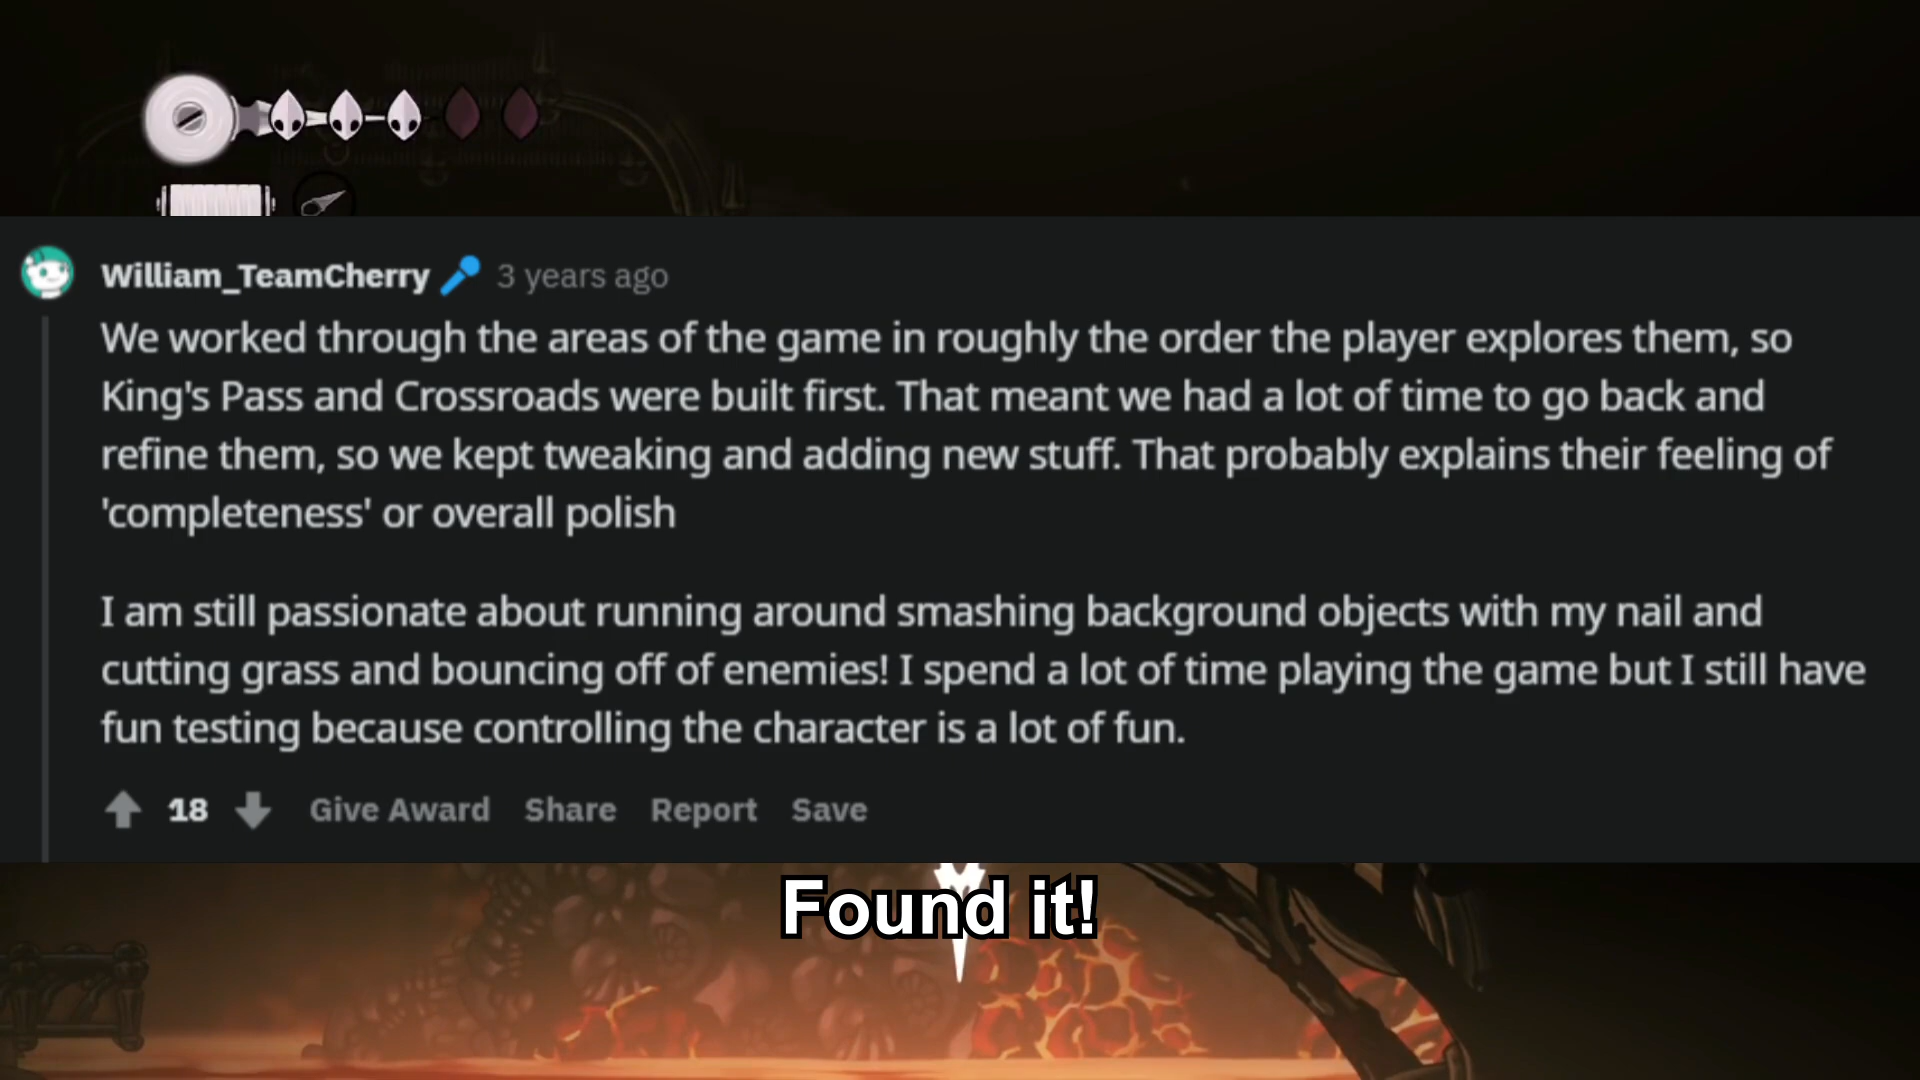 William_TeamCherry 3 years ago
We worked through the areas of the game in roughly the order the player explores them, so
King's Pass and Crossroads were built first. That meant we had a lot of time to go back and
refine them, so we kept tweaking and adding new stuff. That probably explains their feeling of
'completeness' or overall polish
I am still passionate about running around smashing background objects with my nail and
cutting grass and bouncing off of enemies! I spend a lot of time playing the game but I still have
fun testing because controlling the character is a lot of fun.
18 Give Award Share Report Save
Found it!